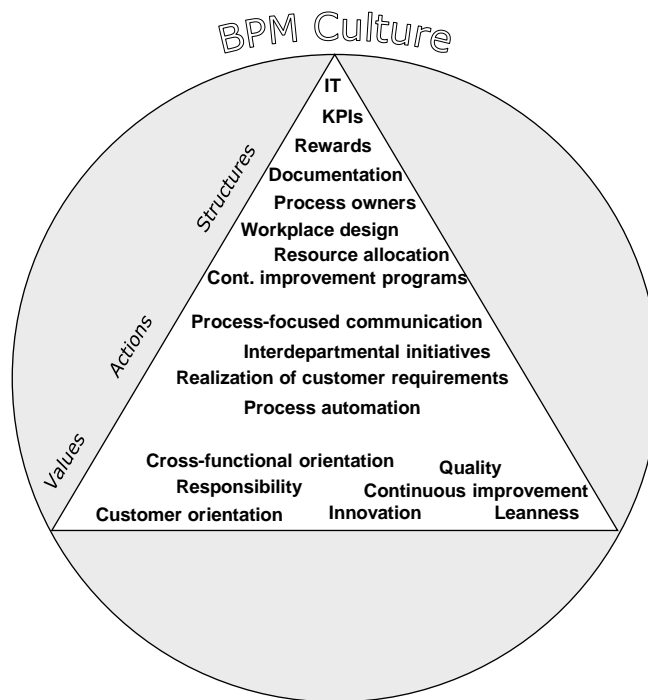 BPM Culture
IT
KPIs
Rewards
Structures
Documentation
Process owners
Workplace design
Resource allocation
Cont. improvement programs
Actions
Process-focused communication
Interdepartmental initiatives
Realization of customer requirements
Process automation
Values
Cross-functional orientation
Quality
Responsibility
Continuous improvement
Customer orientation
Innovation
Leanness